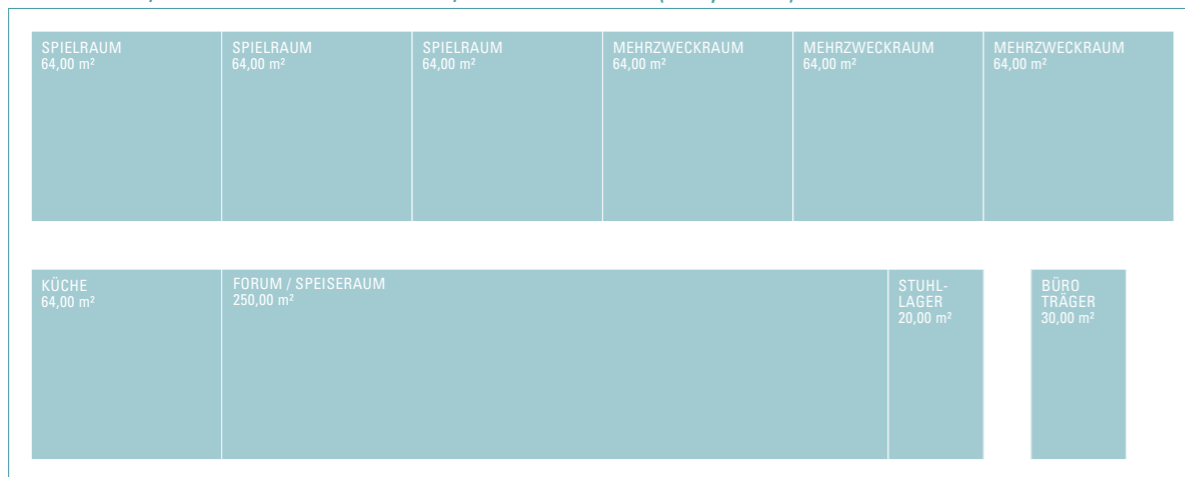 SPIELRAUM
64,00 m²
SPIELRAUM
64,00 m²
SPIELRAUM
64,00 m²
MEHRZWECKRAUM
64,00 m²
MEHRZWECKRAUM
64,00 m²
MEHRZWECKRAUM
64,00 m²
KÜCHE
64,00 m²
FORUM / SPEISERAUM
250,00 m²
STUHL-
LAGER
20,00 m²
BÜRO
TRÄGER
30,00 m²